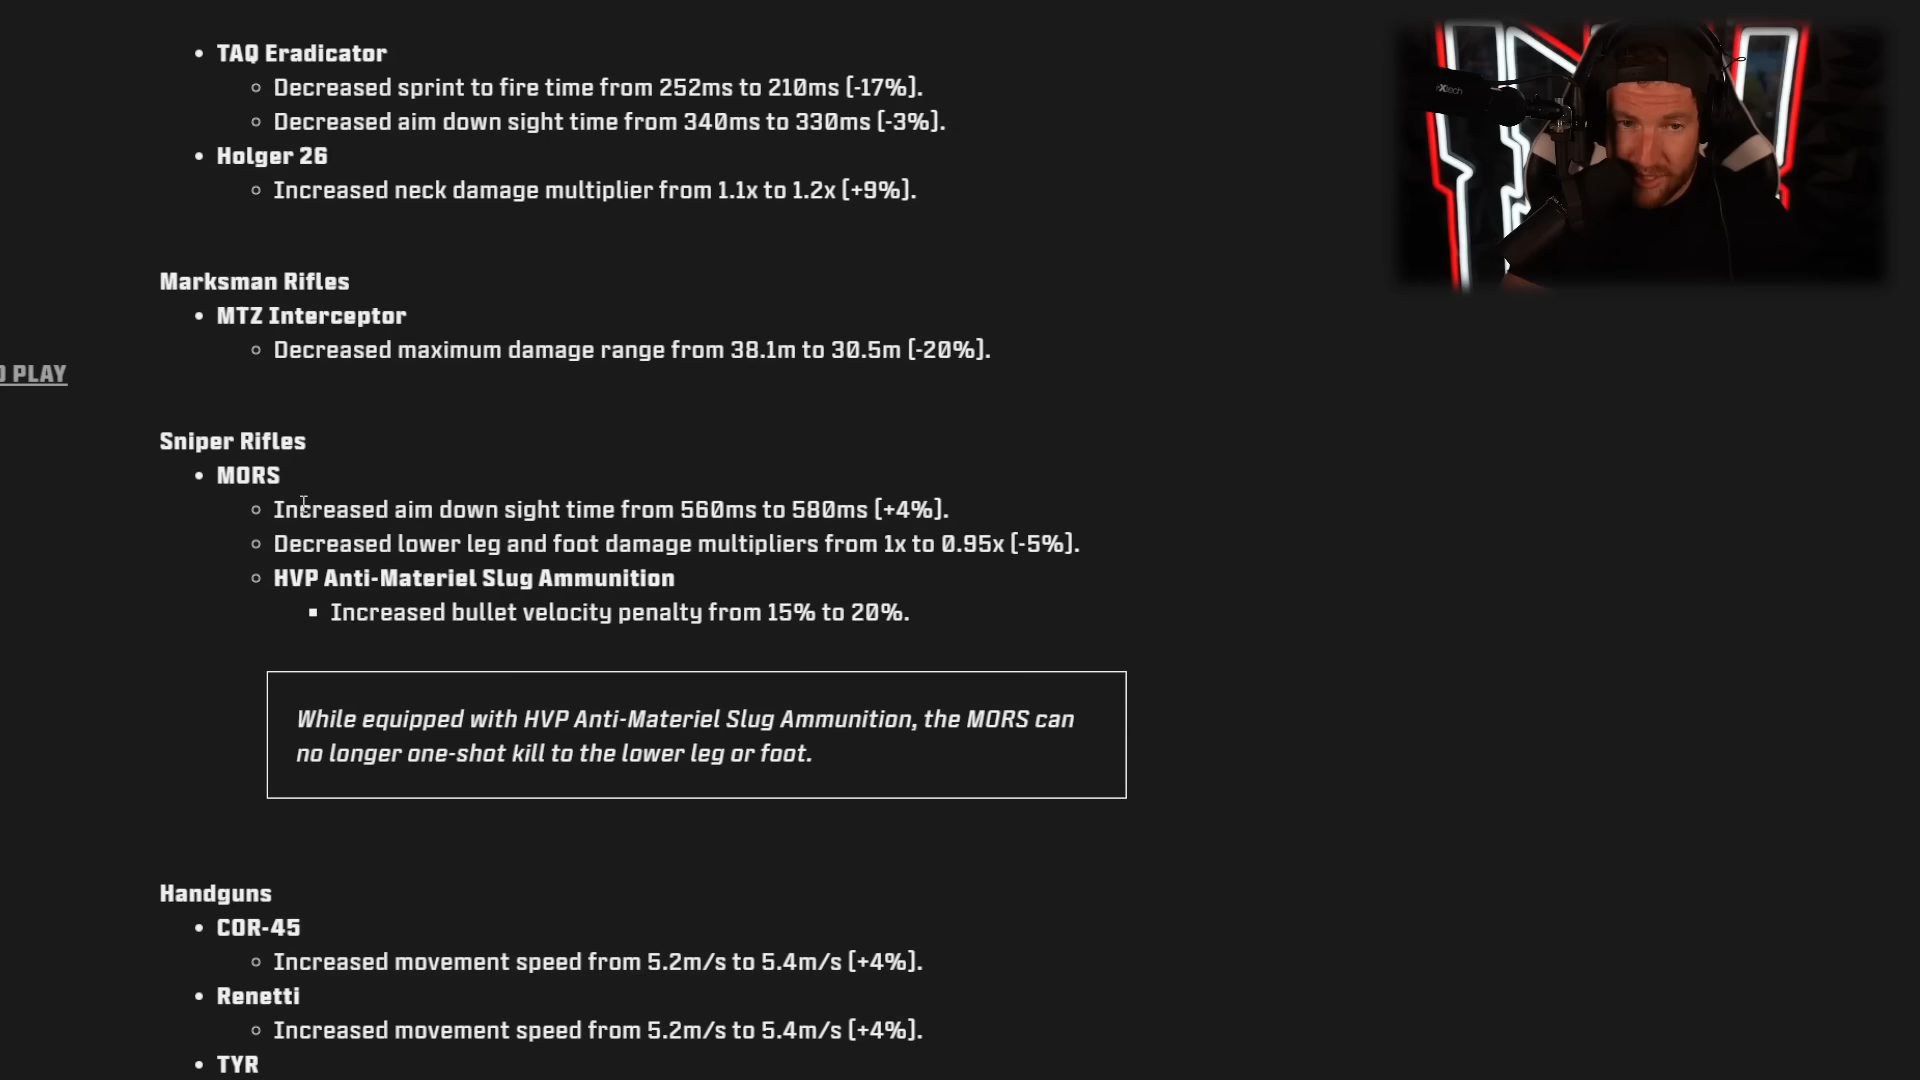 TAQ Eradicator
Decreased sprint to fire time from 252ms to 210ms [-17%].
Decreased aim down sight time from 340ms to 330ms [-3%].
Holger 26
Increased neck damage multiplier from 1.1x to 1.2x [+9%].
Marksman Rifles
MTZ Interceptor
Decreased maximum damage range from 38.1m to 30.5m [-20%].
PLAY
Sniper Rifles
MORS
Increased aim down sight time from 560ms to 580ms [+4%].
Decreased lower leg and foot damage multipliers from 1x to 0.95x [-5%].
HVP Anti-Materiel Slug Ammunition
Increased bullet velocity penalty from 15% to 20%.
While equipped with HVP Anti-Materiel Slug Ammunition, the MORS can
no longer one-shot kill to the lower leg or foot.
Handguns
COR-45
Increased movement speed from 5.2m/s to 5.4m/s [+4%].
Renetti
Increased movement speed from 5.2m/s to 5.4m/s [+4%].
TYR